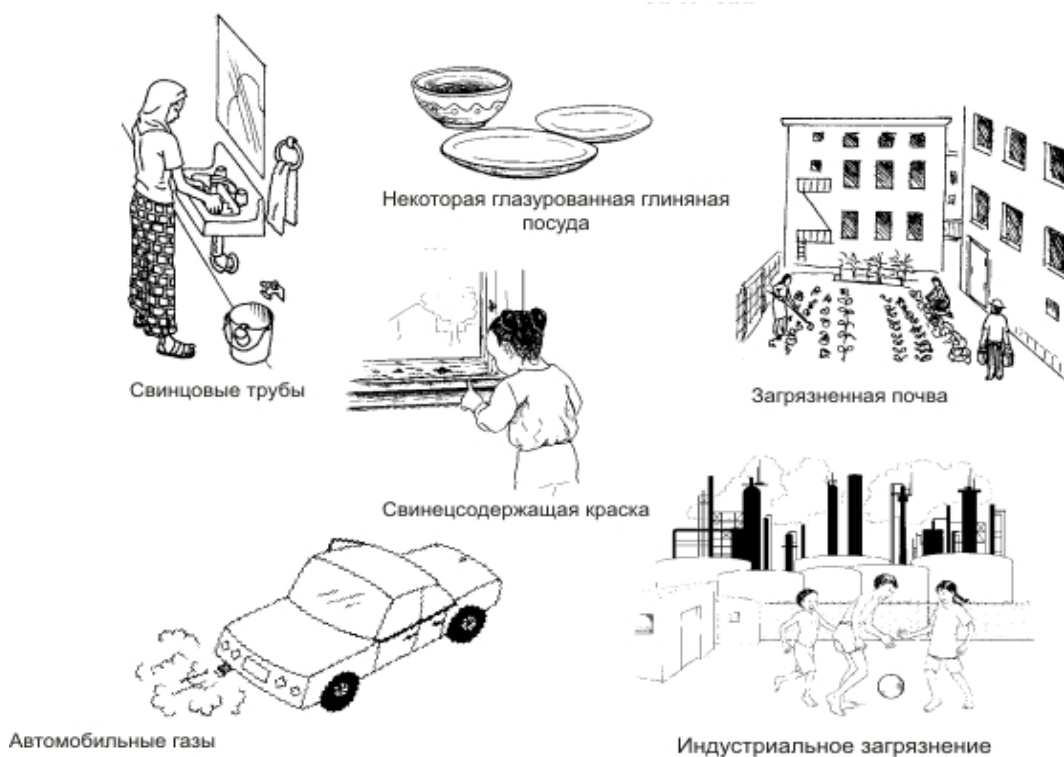 Некоторая глазурованная глиняная
посуда
Свинцовые трубы
Загрязненная почва
Свинецсодержащая краска
Автомобильные газы
Индустриальное загрязнение